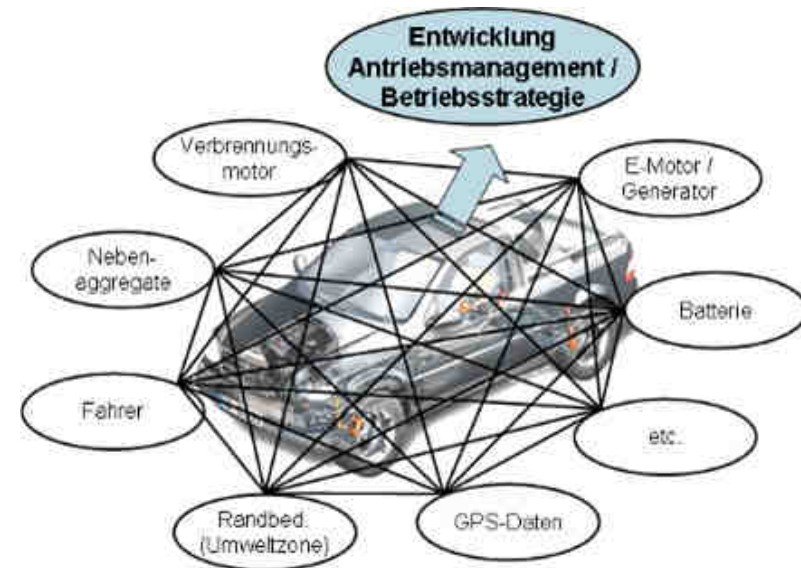 Entwicklung
Antriebsmanagement /
Betriebsstrategie
Verbrennungs-
motor
E-Motor /
Generator
Neben-
aggregate
Batterie
Fahrer
etc.
Randbed.
(Umweltzone)
GPS-Daten